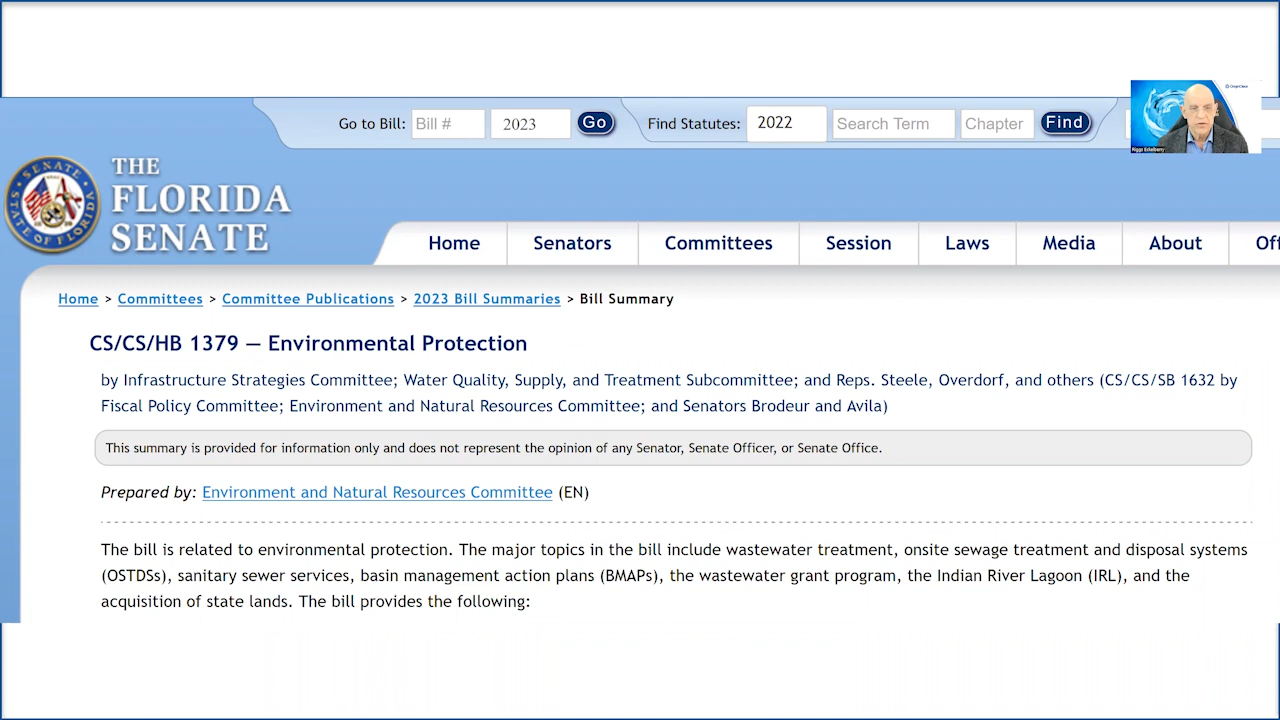 Go to Bill: Bill # 2023 Go Find Statutes: 2022 Search Term Chapter Find
OriginClear
Riggs Eckelberry
SENATE
STATE OF FLORIDA
THE
FLORIDA
SENATE
Home Senators Committees Session Laws Media About Off
Home > Committees > Committee Publications > 2023 Bill Summaries > Bill Summary
CS/CS/HB 1379 — Environmental Protection
by Infrastructure Strategies Committee; Water Quality, Supply, and Treatment Subcommittee; and Reps. Steele, Overdorf, and others (CS/CS/SB 1632 by
Fiscal Policy Committee; Environment and Natural Resources Committee; and Senators Brodeur and Avila)
This summary is provided for information only and does not represent the opinion of any Senator, Senate Officer, or Senate Office.
Prepared by: Environment and Natural Resources Committee (EN)
The bill is related to environmental protection. The major topics in the bill include wastewater treatment, onsite sewage treatment and disposal systems
(OSTDSs), sanitary sewer services, basin management action plans (BMAPs), the wastewater grant program, the Indian River Lagoon (IRL), and the
acquisition of state lands. The bill provides the following: